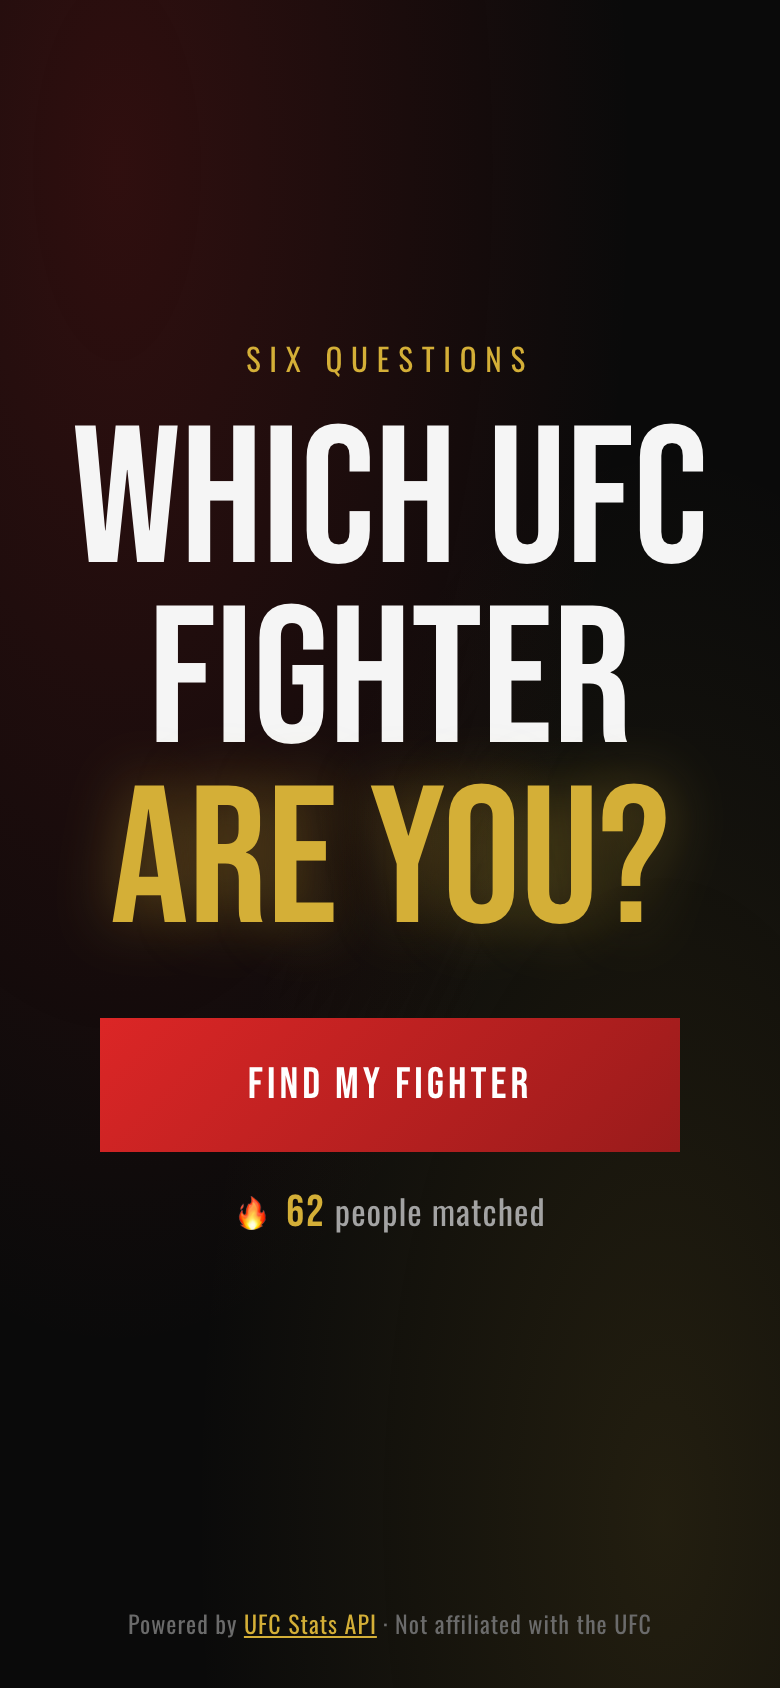 SIX QUESTIONS
WHICH UFC
FIGHTER
ARE YOU?
FIND MY FIGHTER
🔥 62 people matched
Powered by UFC Stats API · Not affiliated with the UFC